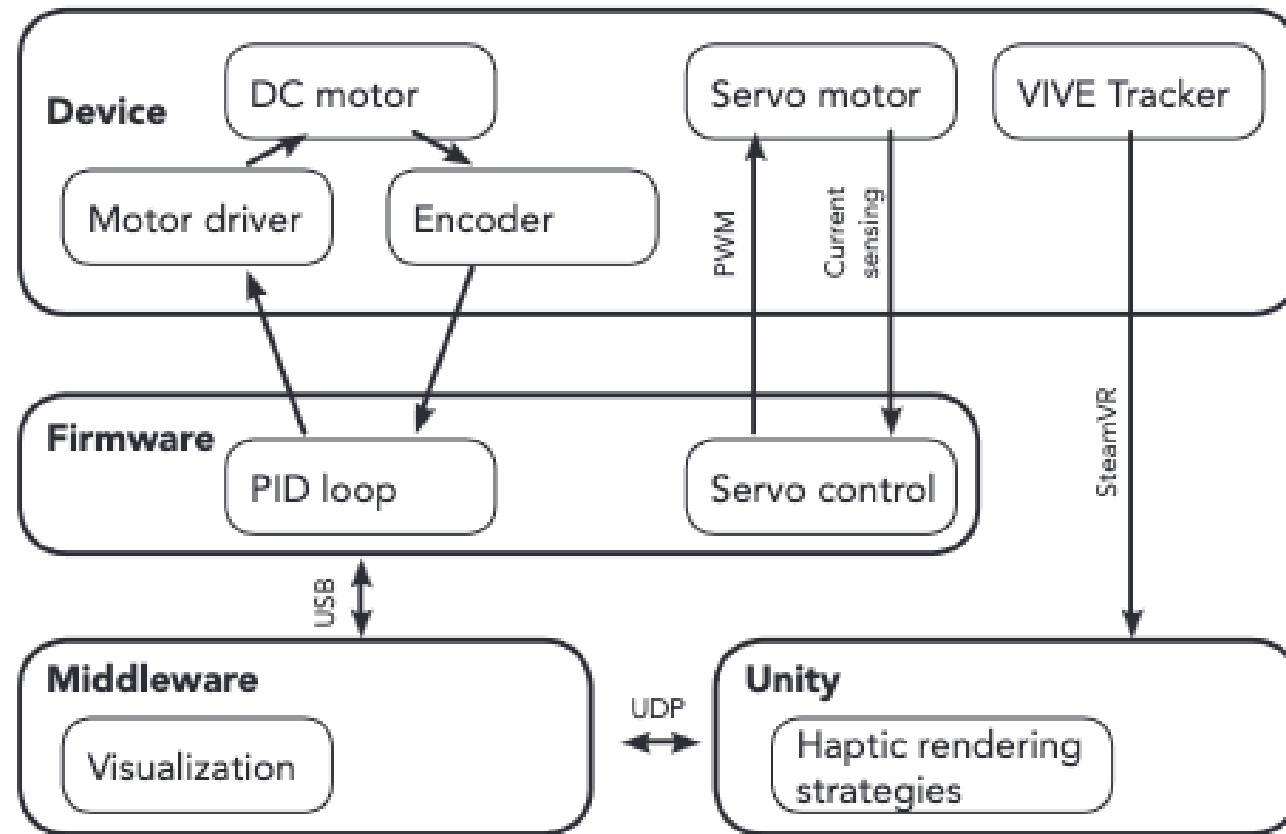 Device
DC motor
Servo motor
VIVE Tracker
Motor driver
Encoder
PWM
Current
sensing
Firmware
PID loop
Servo control
SteamVR
USB
Middleware
Visualization
UDP
Unity
Haptic rendering
strategies